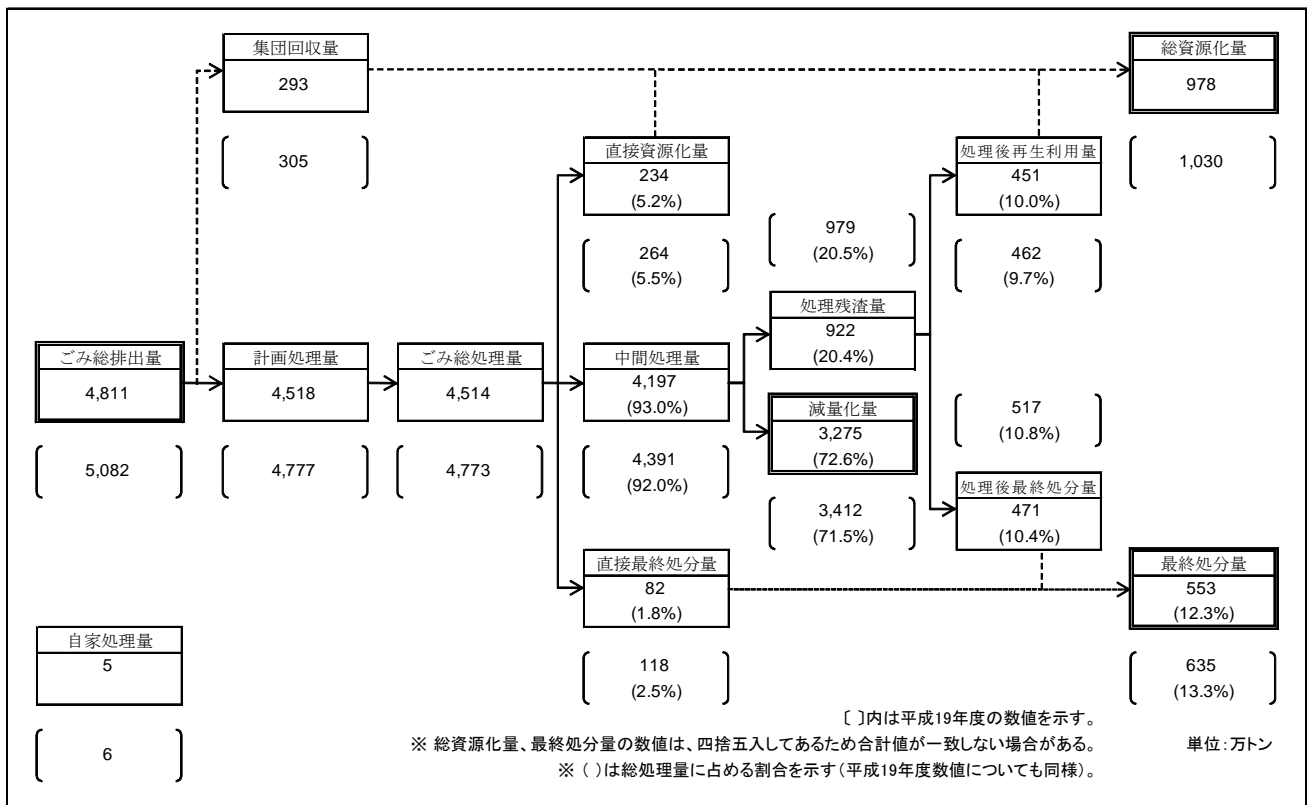 集団回収量
293
305
総資源化量
978
1,030
直接資源化量
234
(5.2%)
264
(5.5%)
処理後再生利用量
451
(10.0%)
462
(9.7%)
979
(20.5%)
処理残渣量
922
(20.4%)
ごみ総排出量
4,811
5,082
計画処理量
4,518
4,777
ごみ総処理量
4,514
4,773
中間処理量
4,197
(93.0%)
4,391
(92.0%)
減量化量
3,275
(72.6%)
3,412
(71.5%)
517
(10.8%)
処理後最終処分量
471
(10.4%)
直接最終処分量
82
(1.8%)
118
(2.5%)
最終処分量
553
(12.3%)
635
(13.3%)
自家処理量
5
6
〔 〕内は平成19年度の数値を示す。
※ 総資源化量、最終処分量の数値は、四捨五入してあるため合計値が一致しない場合がある。
単位:万トン
※ ( )は総処理量に占める割合を示す(平成19年度数値についても同様)。